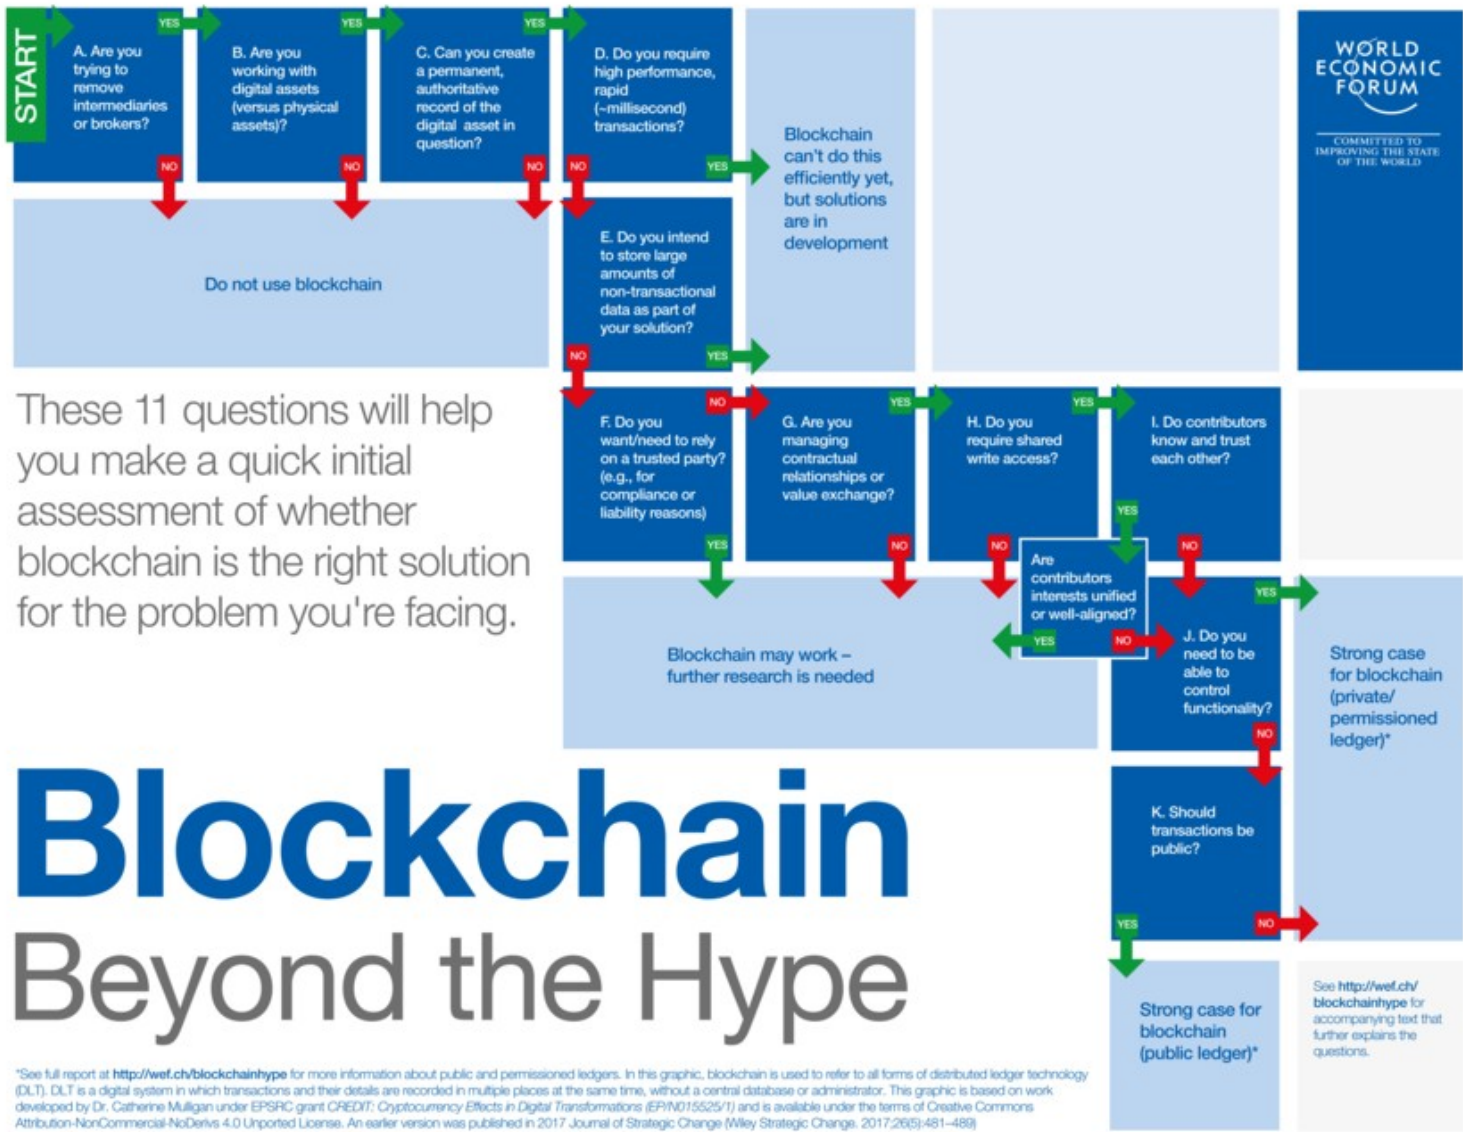 START
YES
A. Are you
trying to
remove
intermediaries
or brokers?
NO
YES
B. Are you
working with
digital assets
(versus physical
assets)?
NO
YES
C. Can you create
a permanent,
authoritative
record of the
digital asset in
question?
NO
D. Do you require
high performance,
rapid
(~millisecond)
transactions?
NO
YES
Blockchain
can't do this
efficiently yet,
but solutions
are in
development
WORLD
ECONOMIC
FORUM
COMMITTED TO
IMPROVING THE STATE
OF THE WORLD
Do not use blockchain
E. Do you intend
to store large
amounts of
non-transactional
data as part of
your solution?
NO
YES
These 11 questions will help
you make a quick initial
assessment of whether
blockchain is the right solution
for the problem you're facing.
NO
F. Do you
want/need to rely
on a trusted party?
(e.g., for
compliance or
liability reasons)
YES
YES
G. Are you
managing
contractual
relationships or
value exchange?
NO
YES
H. Do you
require shared
write access?
NO
I. Do contributors
know and trust
each other?
YES
NO
Are
contributors
interests unified
or well-aligned?
YES
NO
Blockchain may work –
further research is needed
YES
J. Do you
need to be
able to
control
functionality?
NO
Strong case
for blockchain
(private/
permissioned
ledger)*
K. Should
transactions be
public?
YES
NO
Strong case for
blockchain
(public ledger)*
See http://wef.ch/
blockchainhype for
accompanying text that
further explains the
questions.
Blockchain
Beyond the Hype
*See full report at http://wef.ch/blockchainhype for more information about public and permissioned ledgers. In this graphic, blockchain is used to refer to all forms of distributed ledger technology
(DLT). DLT is a digital system in which transactions and their details are recorded in multiple places at the same time, without a central database or administrator. This graphic is based on work
developed by Dr. Catherine Mulligan under EPSRC grant CREDIT: Cryptocurrency Effects in Digital Transformations (EP/N015525/1) and is available under the terms of Creative Commons
Attribution-NonCommercial-NoDerivs 4.0 Unported License. An earlier version was published in 2017 Journal of Strategic Change (Wiley Strategic Change. 2017;26(5):481–489)